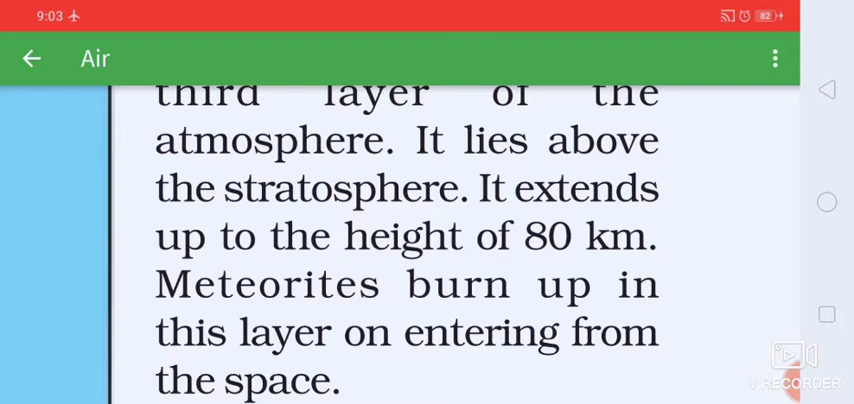 9:03
82
Air
third layer of the
atmosphere. It lies above
the stratosphere. It extends
up to the height of 80 km.
Meteorites burn up in
this layer on entering from
the space.
V RECORDER